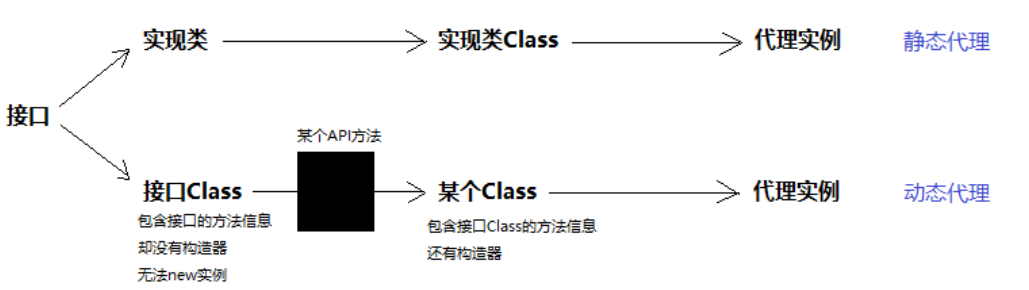 实现类
实现类Class
代理实例
静态代理
接口
某个API方法
接口Class
某个Class
代理实例
动态代理
包含接口的方法信息
却没有构造器
无法new实例
包含接口Class的方法信息
还有构造器